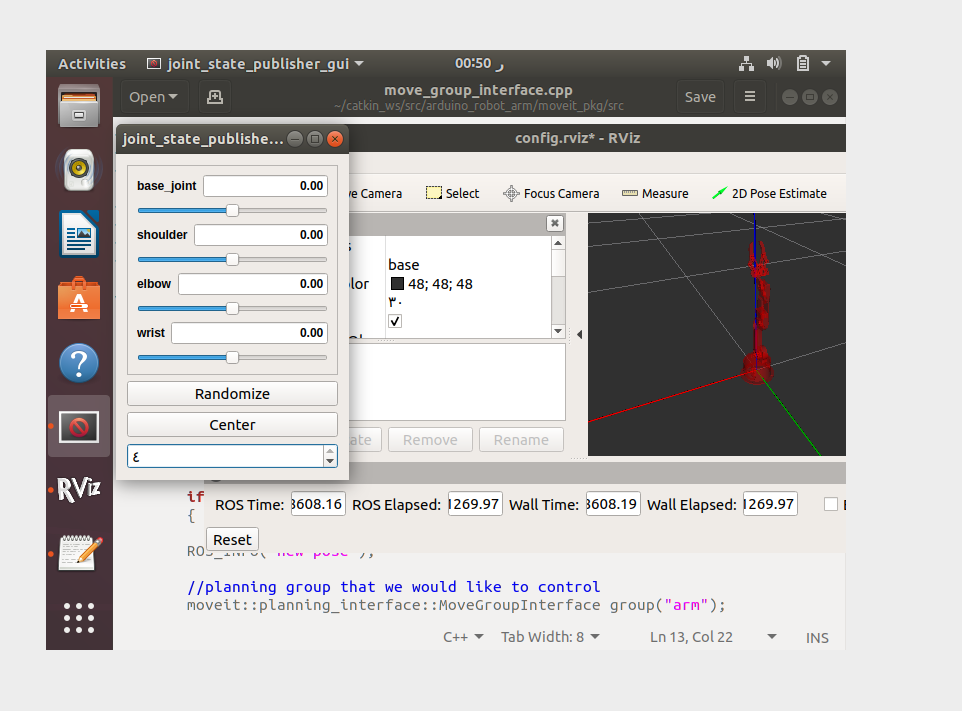 Activities joint_state_publisher_gui 00:50 ر
Open move_group_interface.cpp Save
~/catkin_ws/src/arduino_robot_arm/moveit_pkg/src
joint_state_publishe...
config.rviz* - RViz
Camera Select Focus Camera Measure 2D Pose Estimate
base_joint 0.00
shoulder 0.00
elbow 0.00
wrist 0.00
Randomize
Center
٤
base
48; 48; 48
٣٠
Remove Rename
RViz
ROS Time: 3608.16 ROS Elapsed: 1269.97 Wall Time: 3608.19 Wall Elapsed: 1269.97
Reset
if
{
ROS_INFO("new pose");
//planning group that we would like to control
moveit::planning_interface::MoveGroupInterface group("arm");
C++ Tab Width: 8 Ln 13, Col 22 INS